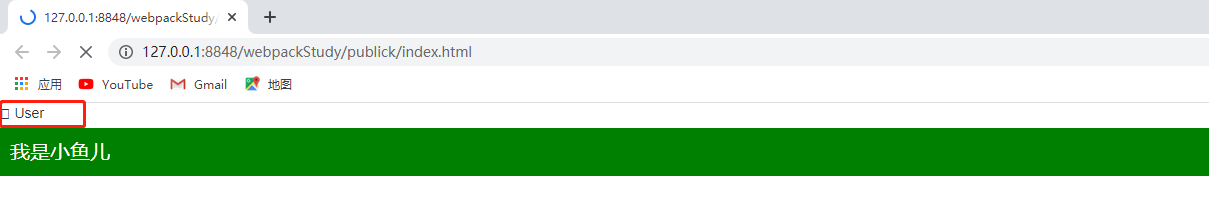 127.0.0.1:8848/webpackStudy/
127.0.0.1:8848/webpackStudy/publick/index.html
应用 YouTube Gmail 地图
User
我是小鱼儿